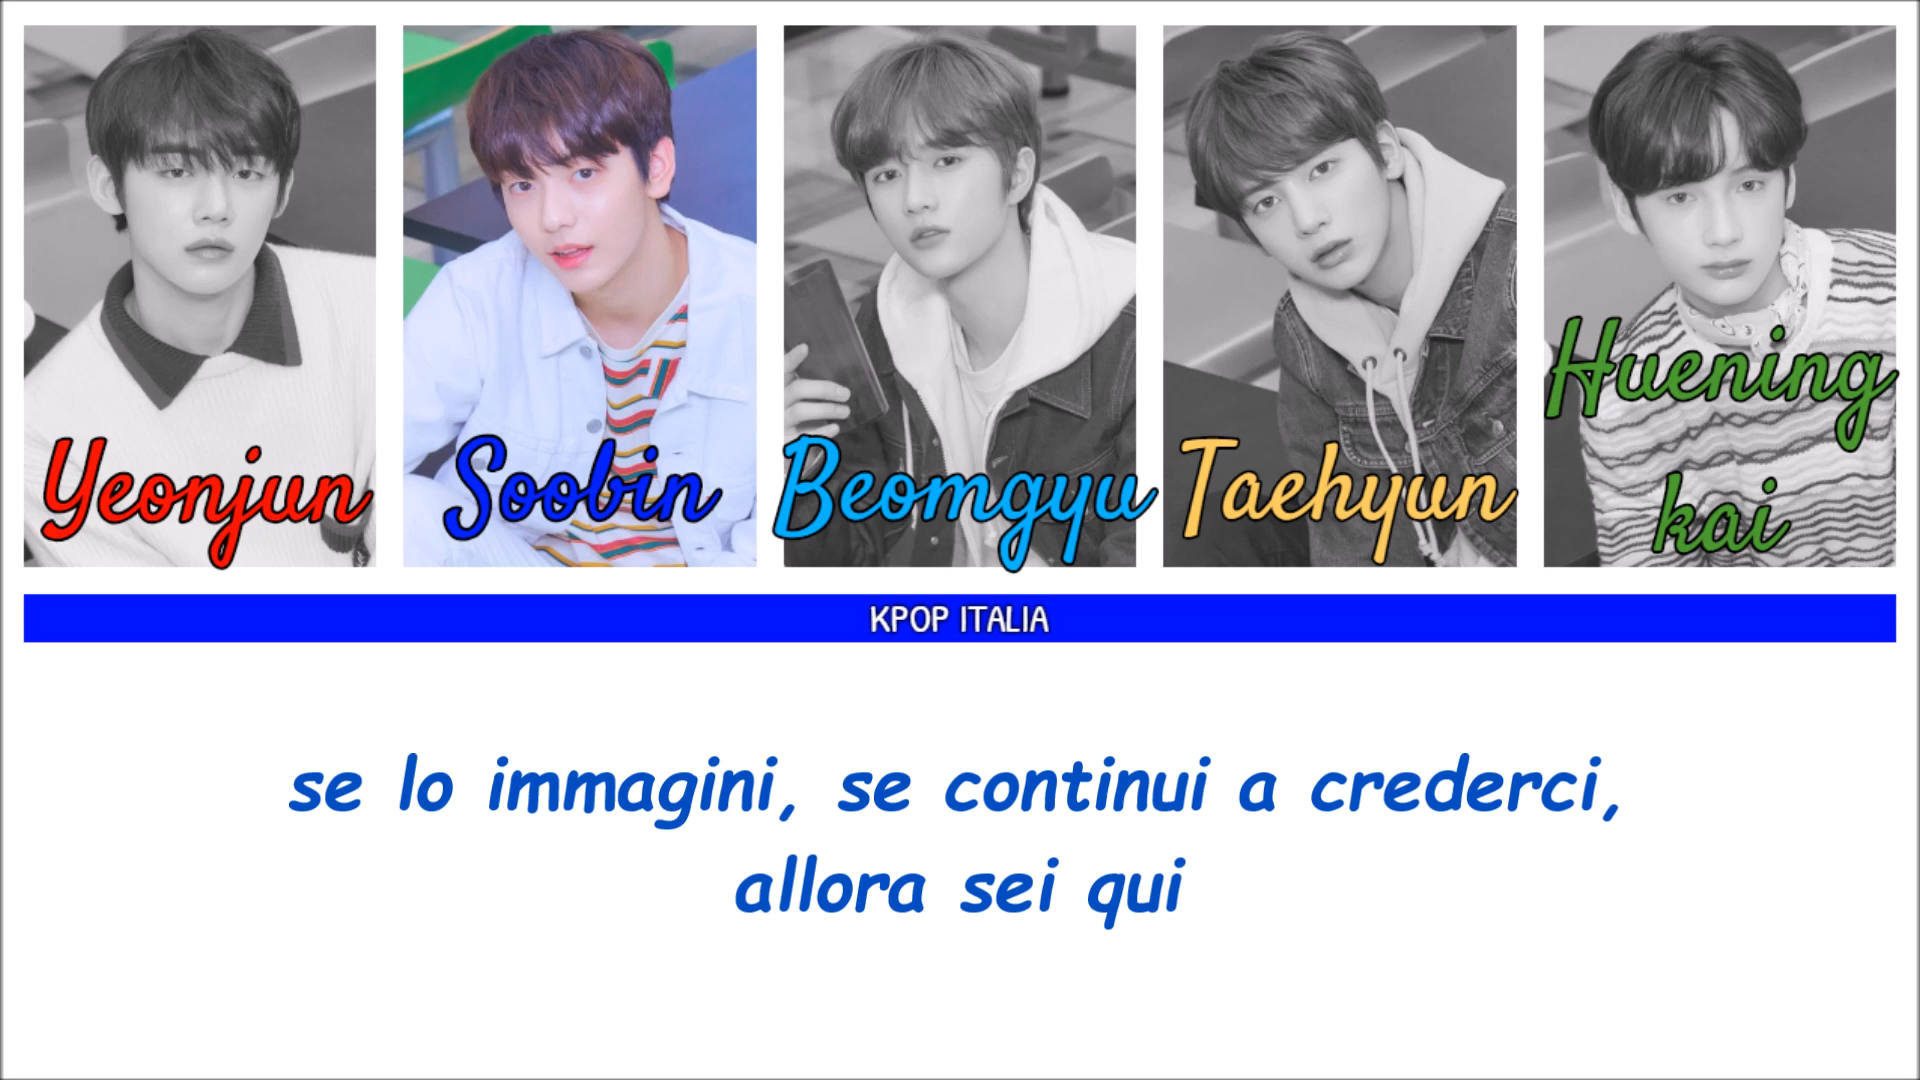 Yeonjun
Soobin
Beomgyu
Taehyun
Huening
kai
KPOP ITALIA
se lo immagini, se continui a crederci,
allora sei qui